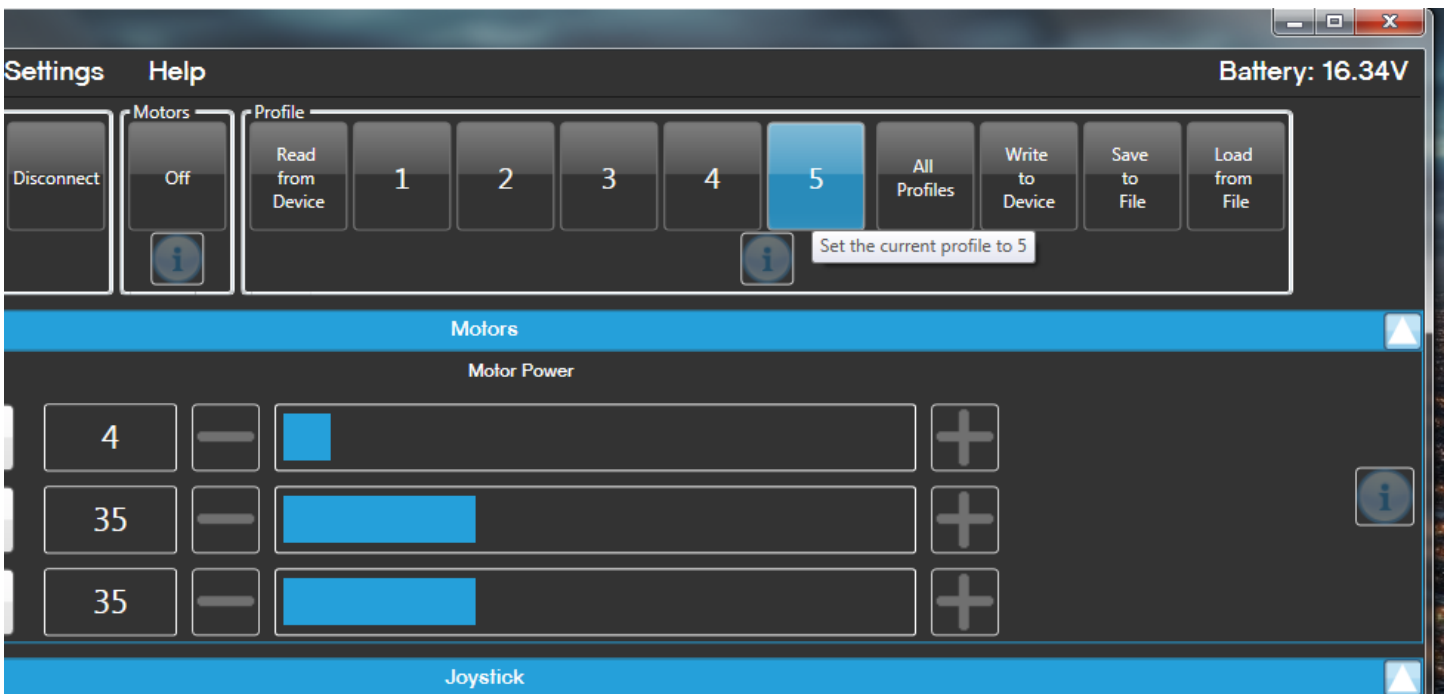 Settings Help Battery: 16.34V
Motors Profile
Disconnect
Off
Read
from
Device
1 2 3 4 5
All
Profiles
Write
to
Device
Save
to
File
Load
from
File
i i Set the current profile to 5
Motors
Motor Power
4
35
i
35
Joystick